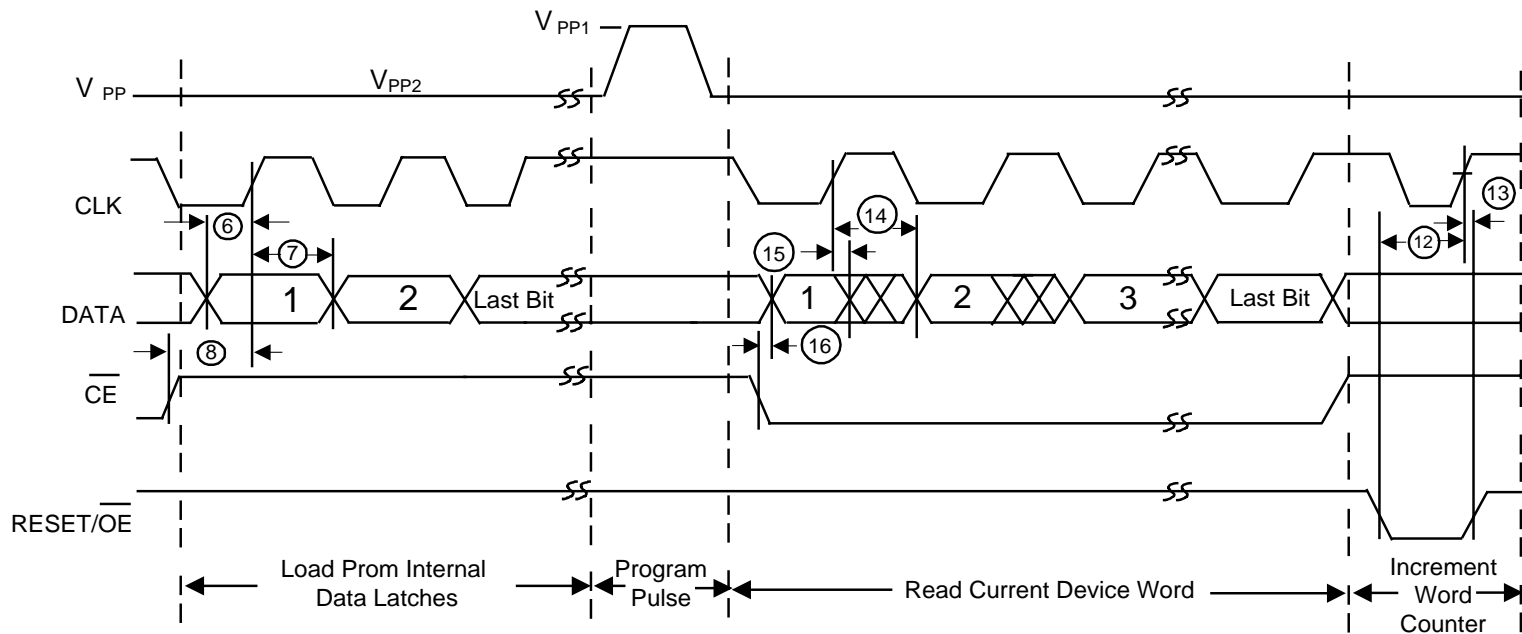 V PP1
V PP
VPP2
CLK
6
7
14
13
12
15
DATA
1
2
Last Bit
1
2
3
Last Bit
8
16
CE
RESET/OE
Load Prom Internal
Data Latches
Program
Pulse
Read Current Device Word
Increment
Word
Counter